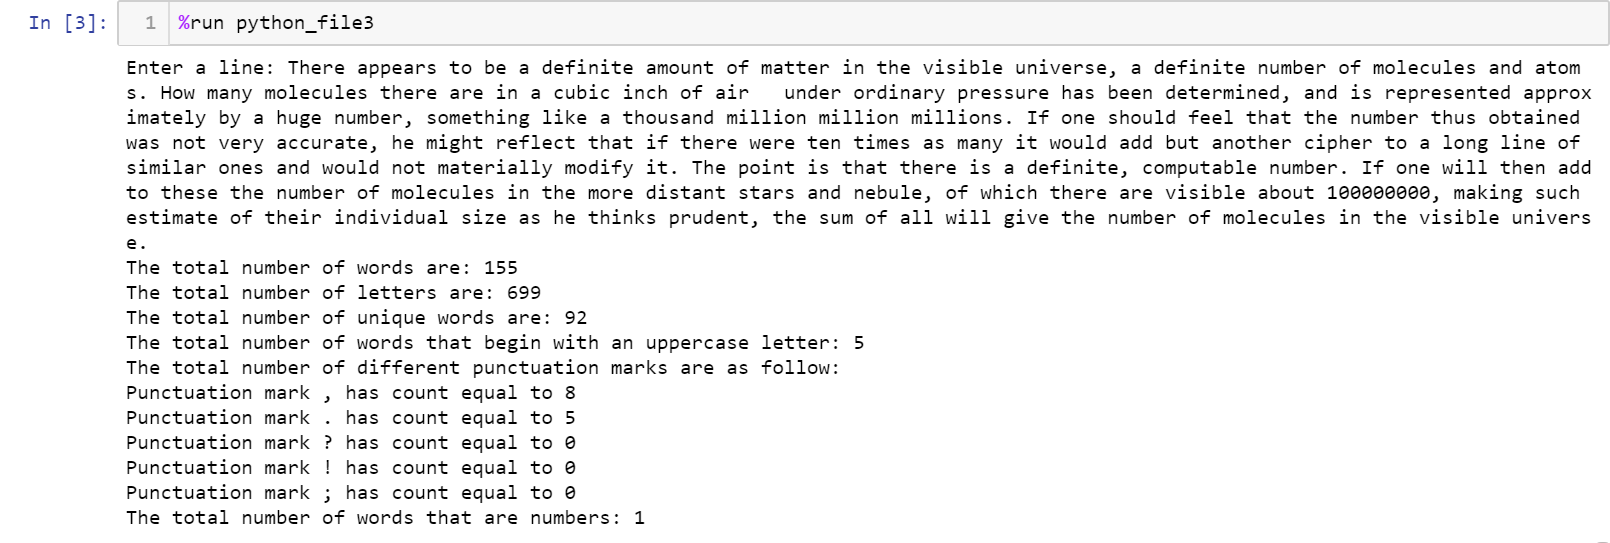 In [3]: 1 %run python_file3
Enter a line: There appears to be a definite amount of matter in the visible universe, a definite number of molecules and atom
s. How many molecules there are in a cubic inch of air   under ordinary pressure has been determined, and is represented approx
imately by a huge number, something like a thousand million million millions. If one should feel that the number thus obtained
was not very accurate, he might reflect that if there were ten times as many it would add but another cipher to a long line of
similar ones and would not materially modify it. The point is that there is a definite, computable number. If one will then add
to these the number of molecules in the more distant stars and nebule, of which there are visible about 100000000, making such
estimate of their individual size as he thinks prudent, the sum of all will give the number of molecules in the visible univers
e.
The total number of words are: 155
The total number of letters are: 699
The total number of unique words are: 92
The total number of words that begin with an uppercase letter: 5
The total number of different punctuation marks are as follow:
Punctuation mark , has count equal to 8
Punctuation mark . has count equal to 5
Punctuation mark ? has count equal to 0
Punctuation mark ! has count equal to 0
Punctuation mark ; has count equal to 0
The total number of words that are numbers: 1